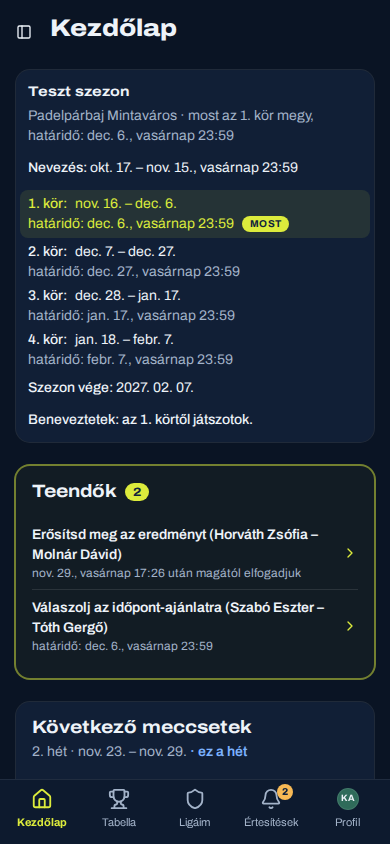 Kezdőlap
Teszt szezon
Padelpárbaj Mintaváros · most az 1. kör megy,
határidő: dec. 6., vasárnap 23:59
Nevezés: okt. 17. – nov. 15., vasárnap 23:59
1. kör: nov. 16. – dec. 6.
határidő: dec. 6., vasárnap 23:59 MOST
2. kör: dec. 7. – dec. 27.
határidő: dec. 27., vasárnap 23:59
3. kör: dec. 28. – jan. 17.
határidő: jan. 17., vasárnap 23:59
4. kör: jan. 18. – febr. 7.
határidő: febr. 7., vasárnap 23:59
Szezon vége: 2027. 02. 07.
Beneveztetek: az 1. körtől játszotok.
Teendők 2
Erősítsd meg az eredményt (Horváth Zsófia –
Molnár Dávid)
nov. 29., vasárnap 17:26 után magától elfogadjuk
Válaszolj az időpont-ajánlatra (Szabó Eszter –
Tóth Gergő)
határidő: dec. 6., vasárnap 23:59
Következő meccsetek
2. hét · nov. 23. – nov. 29. · ez a hét
2
KA
Kezdőlap Tabella Ligáim Értesítések Profil